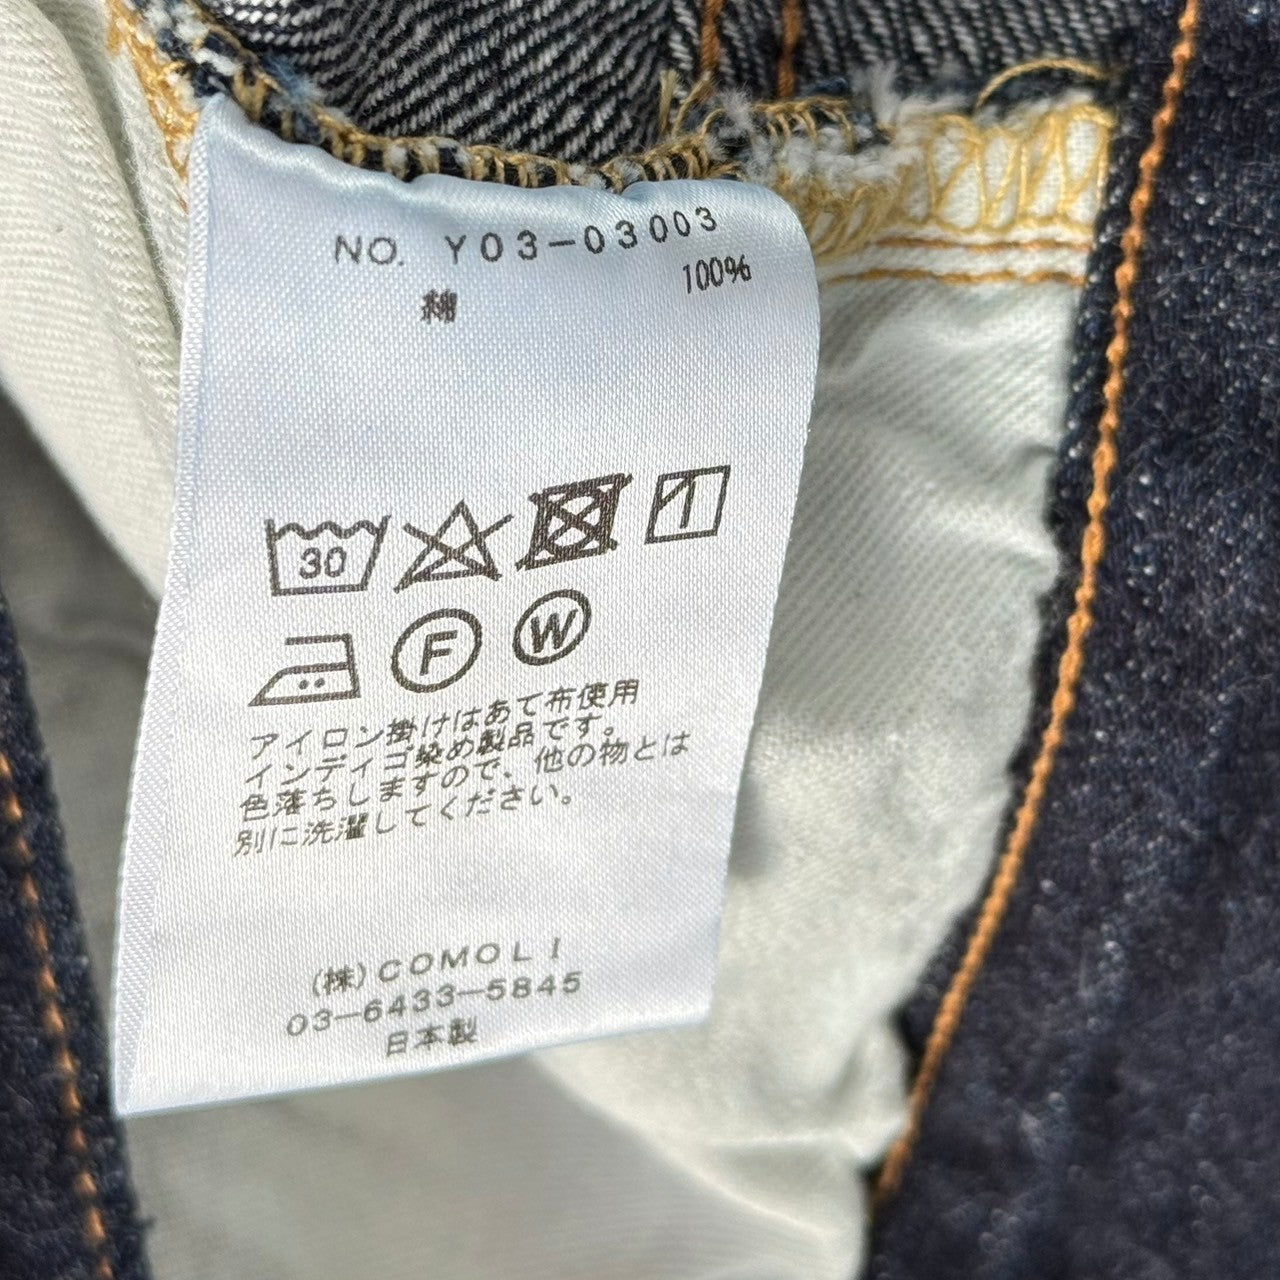 NO. Y03-03003
綿 100%
30
F W
アイロン掛けはあて布使用
インディゴ染め製品です。
色落ちしますので、他の物とは
別に洗濯してください。
(株)COMOLI
03-6433-5845
日本製